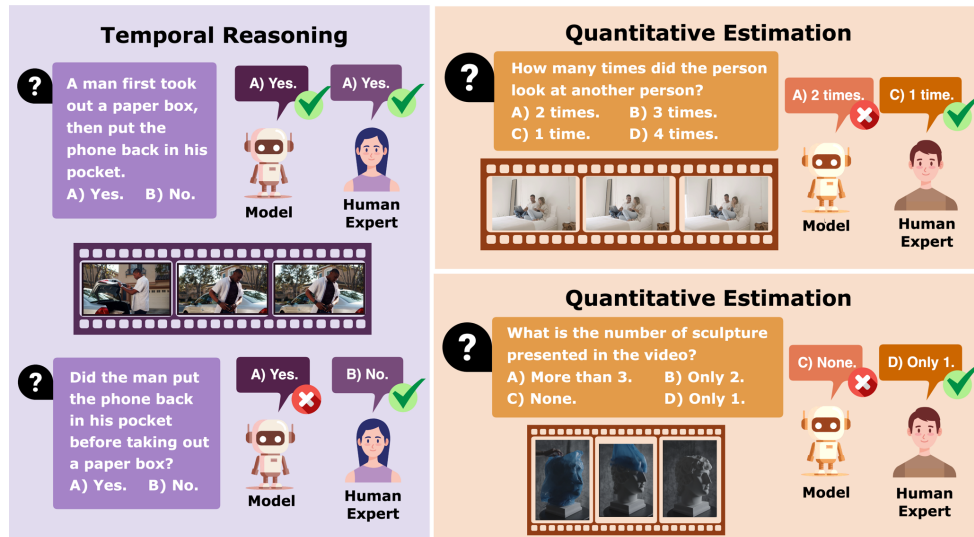 Temporal Reasoning
?
A man first took
out a paper box,
then put the
phone back in his
pocket.
A) Yes. B) No.
A) Yes.
A) Yes.
Model
Human
Expert
?
Did the man put
the phone back
in his pocket
before taking out
a paper box?
A) Yes. B) No.
A) Yes.
B) No.
Model
Human
Expert
Quantitative Estimation
?
How many times did the person
look at another person?
A) 2 times. B) 3 times.
C) 1 time. D) 4 times.
A) 2 times.
C) 1 time.
Model
Human
Expert
Quantitative Estimation
?
What is the number of sculpture
presented in the video?
A) More than 3. B) Only 2.
C) None. D) Only 1.
C) None.
D) Only 1.
Model
Human
Expert